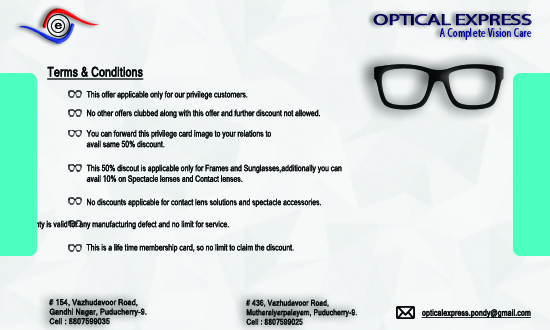 e
OPTICAL EXPRESS
A Complete Vision Care
Terms & Conditions
This offer applicable only for our privilege customers.
No other offers clubbed along with this offer and further discount not allowed.
You can forward this privilege card image to your relations to
avail same 50% discount.
This 50% discout is applicable only for Frames and Sunglasses,additionally you can
avail 10% on Spectacle lenses and Contact lenses.
No discounts applicable for contact lens solutions and spectacle accessories.
is valid for any manufacturing defect and no limit for service.
This is a life time membership card, so no limit to claim the discount.
# 154, Vazhudavoor Road,
Gandhi Nagar, Puducherry-9.
Cell : 8807599035
# 436, Vazhudavoor Road,
Mutheraiyerpalayam, Puducherry-9.
Cell : 8807599025
opticalexpress.pondy@gmail.com